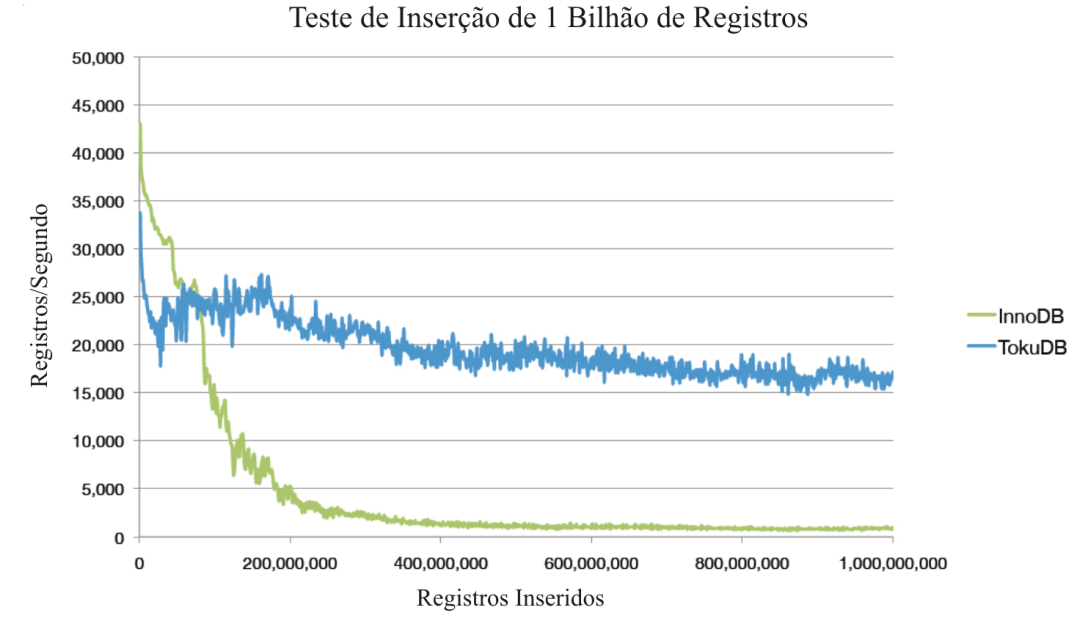 Teste de Inserção de 1 Bilhão de Registros
50,000
45,000
40,000
35,000
30,000
25,000
20,000
15,000
10,000
5,000
0
Registros/Segundo
InnoDB
TokuDB
0 200,000,000 400,000,000 600,000,000 800,000,000 1,000,000,000
Registros Inseridos